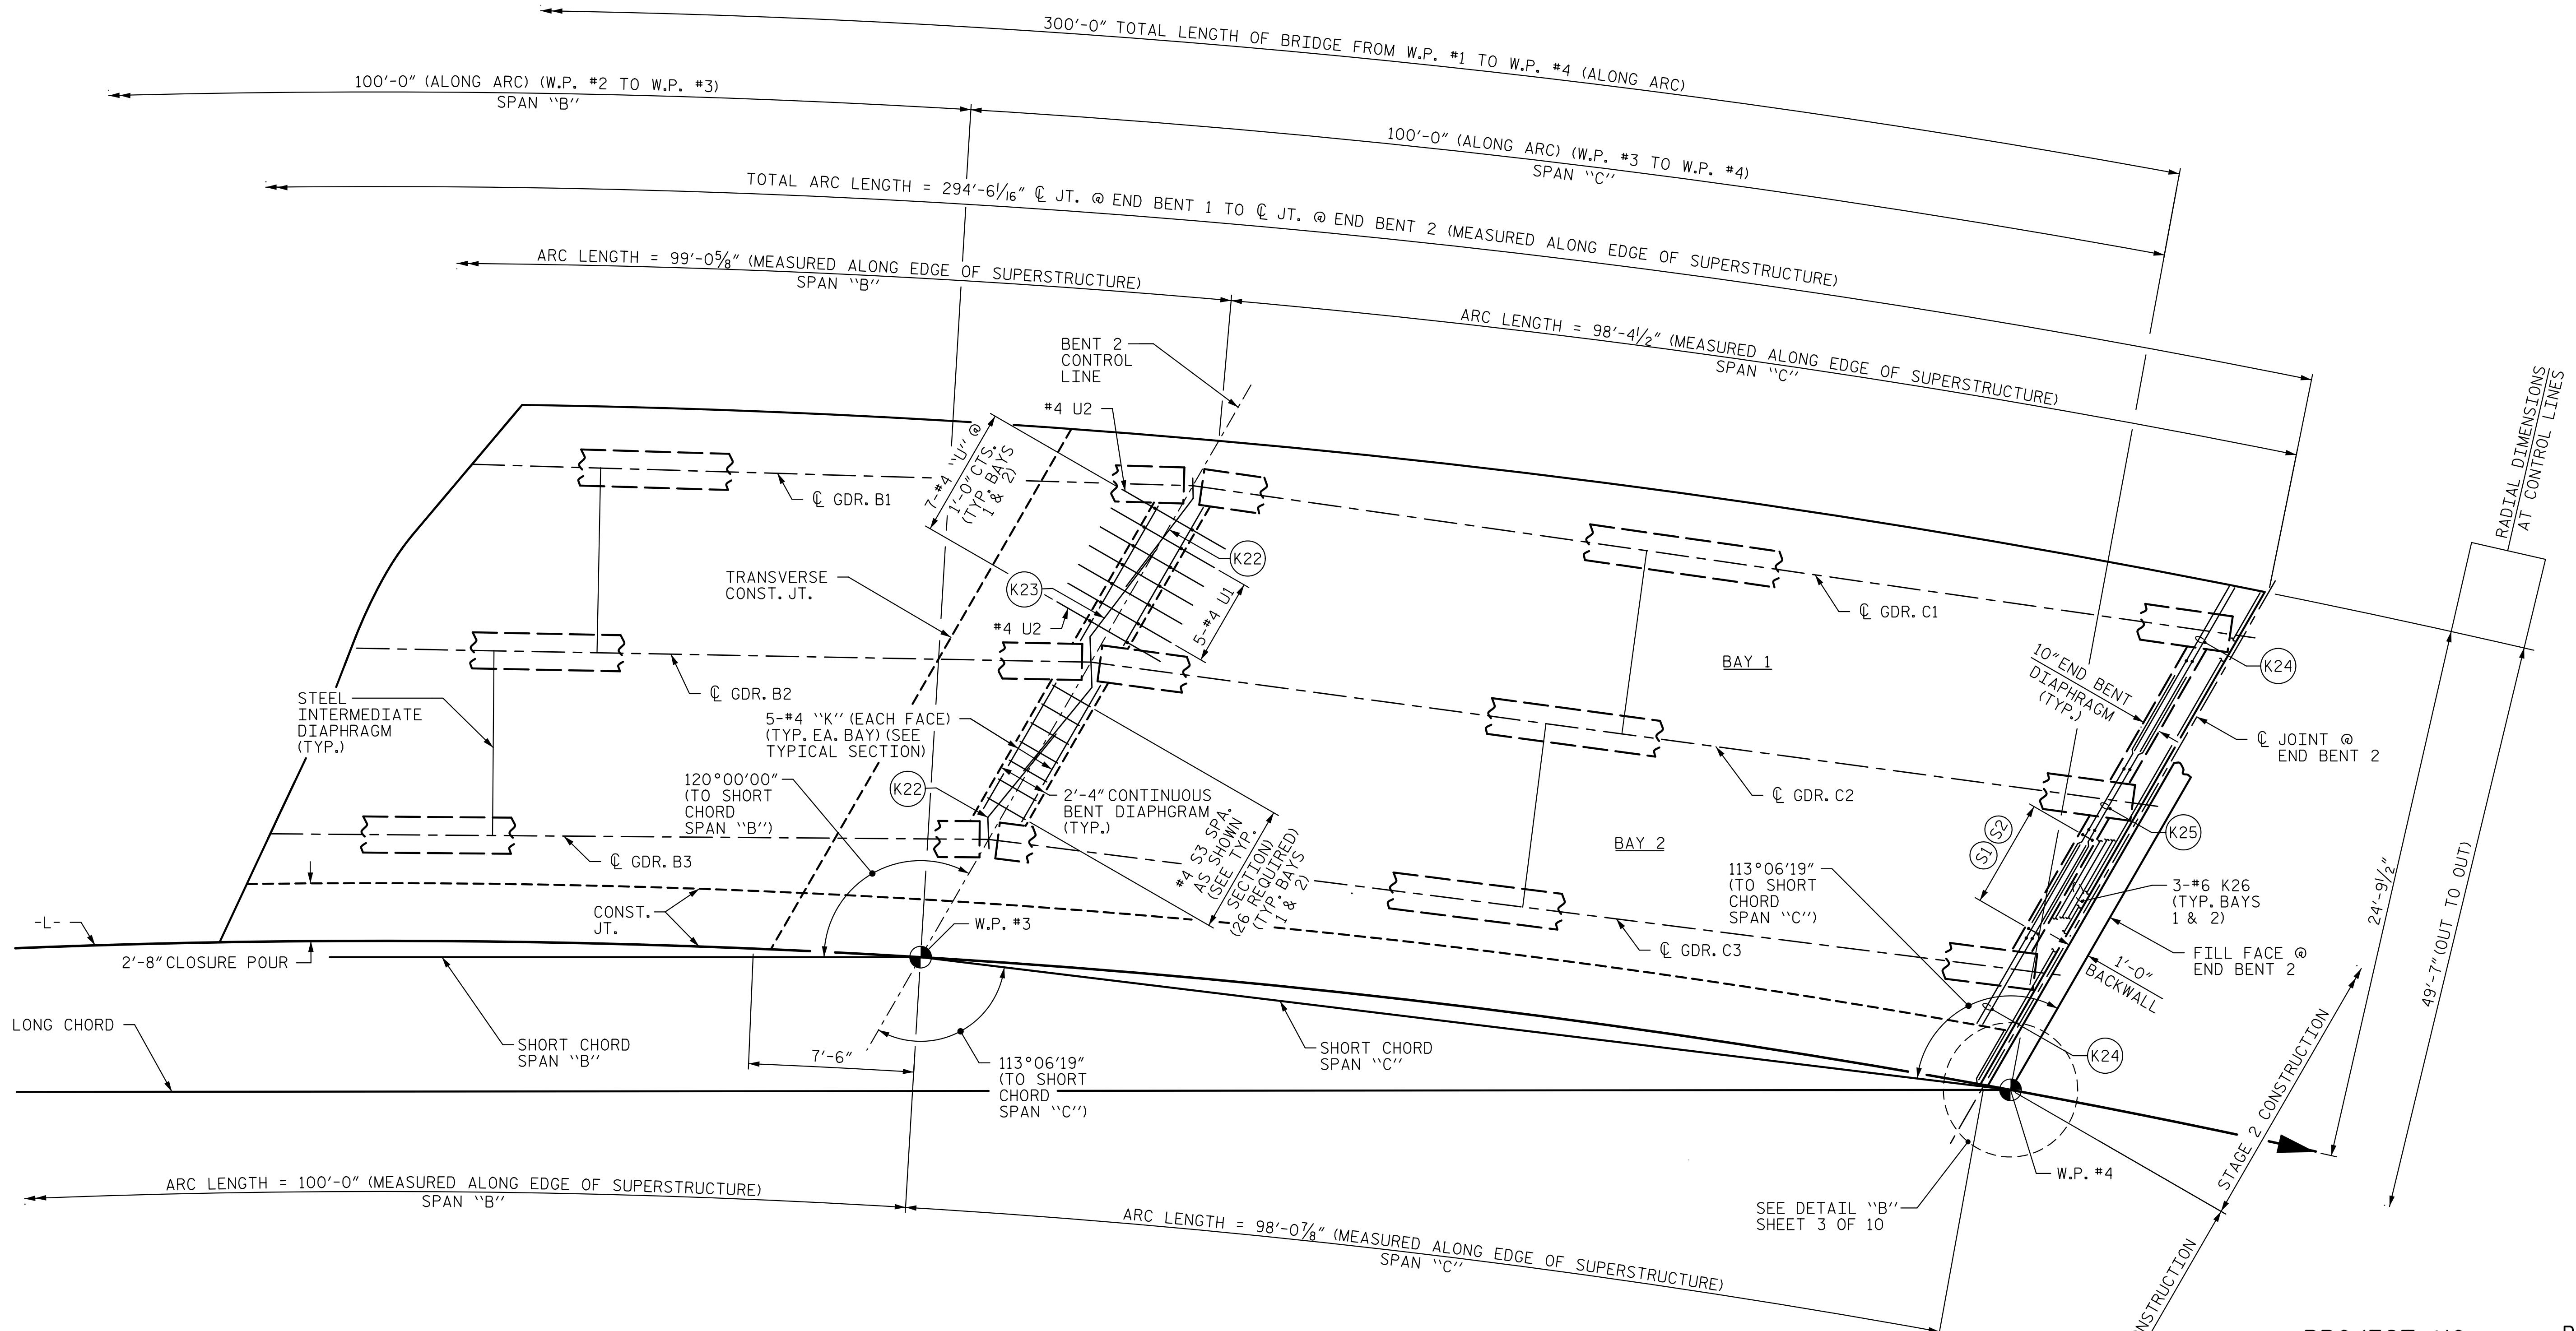 300'-0" TOTAL LENGTH OF BRIDGE FROM W.P. #1 TO W.P. #4 (ALONG ARC)
100'-0" (ALONG ARC) (W.P. #2 TO W.P. #3)
SPAN "B"
100'-0" (ALONG ARC) (W.P. #3 TO W.P. #4)
SPAN "C"
TOTAL ARC LENGTH = 294'-6 1/16" ℄ JT. @ END BENT 1 TO ℄ JT. @ END BENT 2 (MEASURED ALONG EDGE OF SUPERSTRUCTURE)
ARC LENGTH = 99'-0 5/8" (MEASURED ALONG EDGE OF SUPERSTRUCTURE)
SPAN "B"
ARC LENGTH = 98'-4 1/2" (MEASURED ALONG EDGE OF SUPERSTRUCTURE)
SPAN "C"
BENT 2
CONTROL
LINE
#4 U2
7-#4 "U" @
1'-0" CTS.
(TYP. BAYS
1 & 2)
RADIAL DIMENSIONS
AT CONTROL LINES
℄ GDR. B1
K22
K23
TRANSVERSE
CONST. JT.
#4 U2
5-#4 U1
℄ GDR. C1
BAY 1
10" END BENT
DIAPHRAGM
(TYP.)
K24
℄ GDR. B2
STEEL
INTERMEDIATE
DIAPHRAGM
(TYP.)
5-#4 "K" (EACH FACE)
(TYP. EA. BAY) (SEE
TYPICAL SECTION)
℄ JOINT @
END BENT 2
120°00'00"
(TO SHORT
CHORD
SPAN "B")
K22
2'-4" CONTINUOUS
BENT DIAPHGRAM
(TYP.)
℄ GDR. C2
#4 S3 SPA.
AS SHOWN
(SEE TYP.
SECTION)
(26 REQUIRED)
(TYP. BAYS
1 & 2)
K25
S1 S2
BAY 2
℄ GDR. B3
113°06'19"
(TO SHORT
CHORD
SPAN "C")
3-#6 K26
(TYP. BAYS
1 & 2)
24'-9 1/2"
49'-7" (OUT TO OUT)
-L-
CONST.
JT.
W.P. #3
℄ GDR. C3
FILL FACE @
END BENT 2
1'-0"
BACKWALL
2'-8" CLOSURE POUR
LONG CHORD
SHORT CHORD
SPAN "B"
7'-6"
113°06'19"
(TO SHORT
CHORD
SPAN "C")
SHORT CHORD
SPAN "C"
K24
STAGE 2 CONSTRUCTION
W.P. #4
ARC LENGTH = 100'-0" (MEASURED ALONG EDGE OF SUPERSTRUCTURE)
SPAN "B"
SEE DETAIL "B"
SHEET 3 OF 10
ARC LENGTH = 98'-0 7/8" (MEASURED ALONG EDGE OF SUPERSTRUCTURE)
SPAN "C"